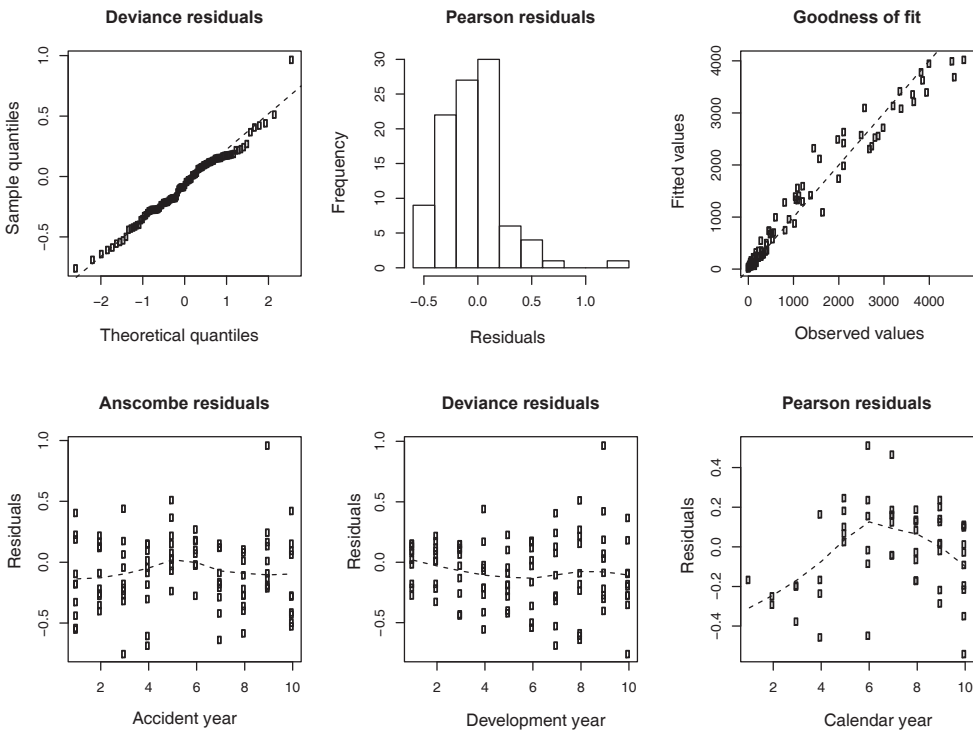 Deviance residuals
Sample quantiles
1.0
0.5
0.0
−0.5
−2 −1 0 1 2
Theoretical quantiles
Pearson residuals
Frequency
30
25
20
15
10
5
0
−0.5 0.0 0.5 1.0
Residuals
Goodness of fit
Fitted values
4000
3000
2000
1000
0
0 1000 2000 3000 4000
Observed values
Anscombe residuals
Residuals
1.0
0.5
0.0
−0.5
2 4 6 8 10
Accident year
Deviance residuals
Residuals
1.0
0.5
0.0
−0.5
2 4 6 8 10
Development year
Pearson residuals
Residuals
0.4
0.2
0.0
−0.2
−0.4
2 4 6 8 10
Calendar year